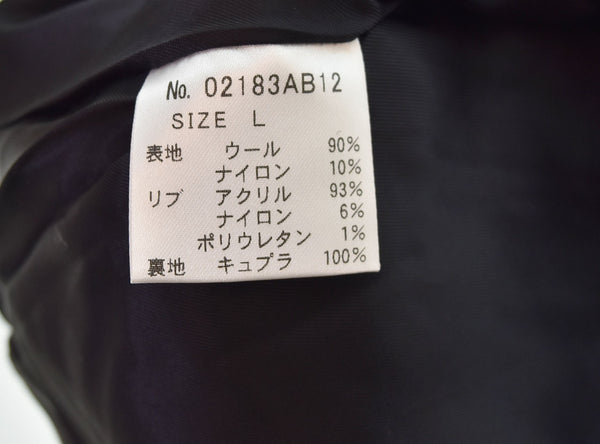 No. 02183AB12
SIZE L
表地 ウール 90%
ナイロン 10%
リブ アクリル 93%
ナイロン 6%
ポリウレタン 1%
裏地 キュプラ 100%